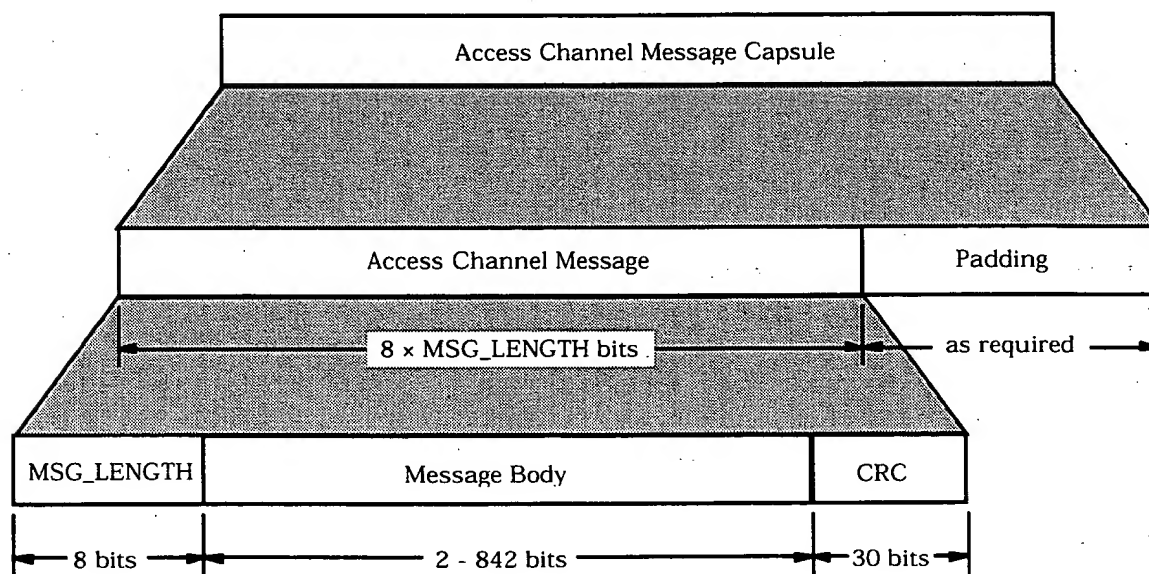 Access Channel Message Capsule
Access Channel Message
Padding
8 × MSG_LENGTH bits
as required
MSG_LENGTH
Message Body
CRC
8 bits
2 - 842 bits
30 bits